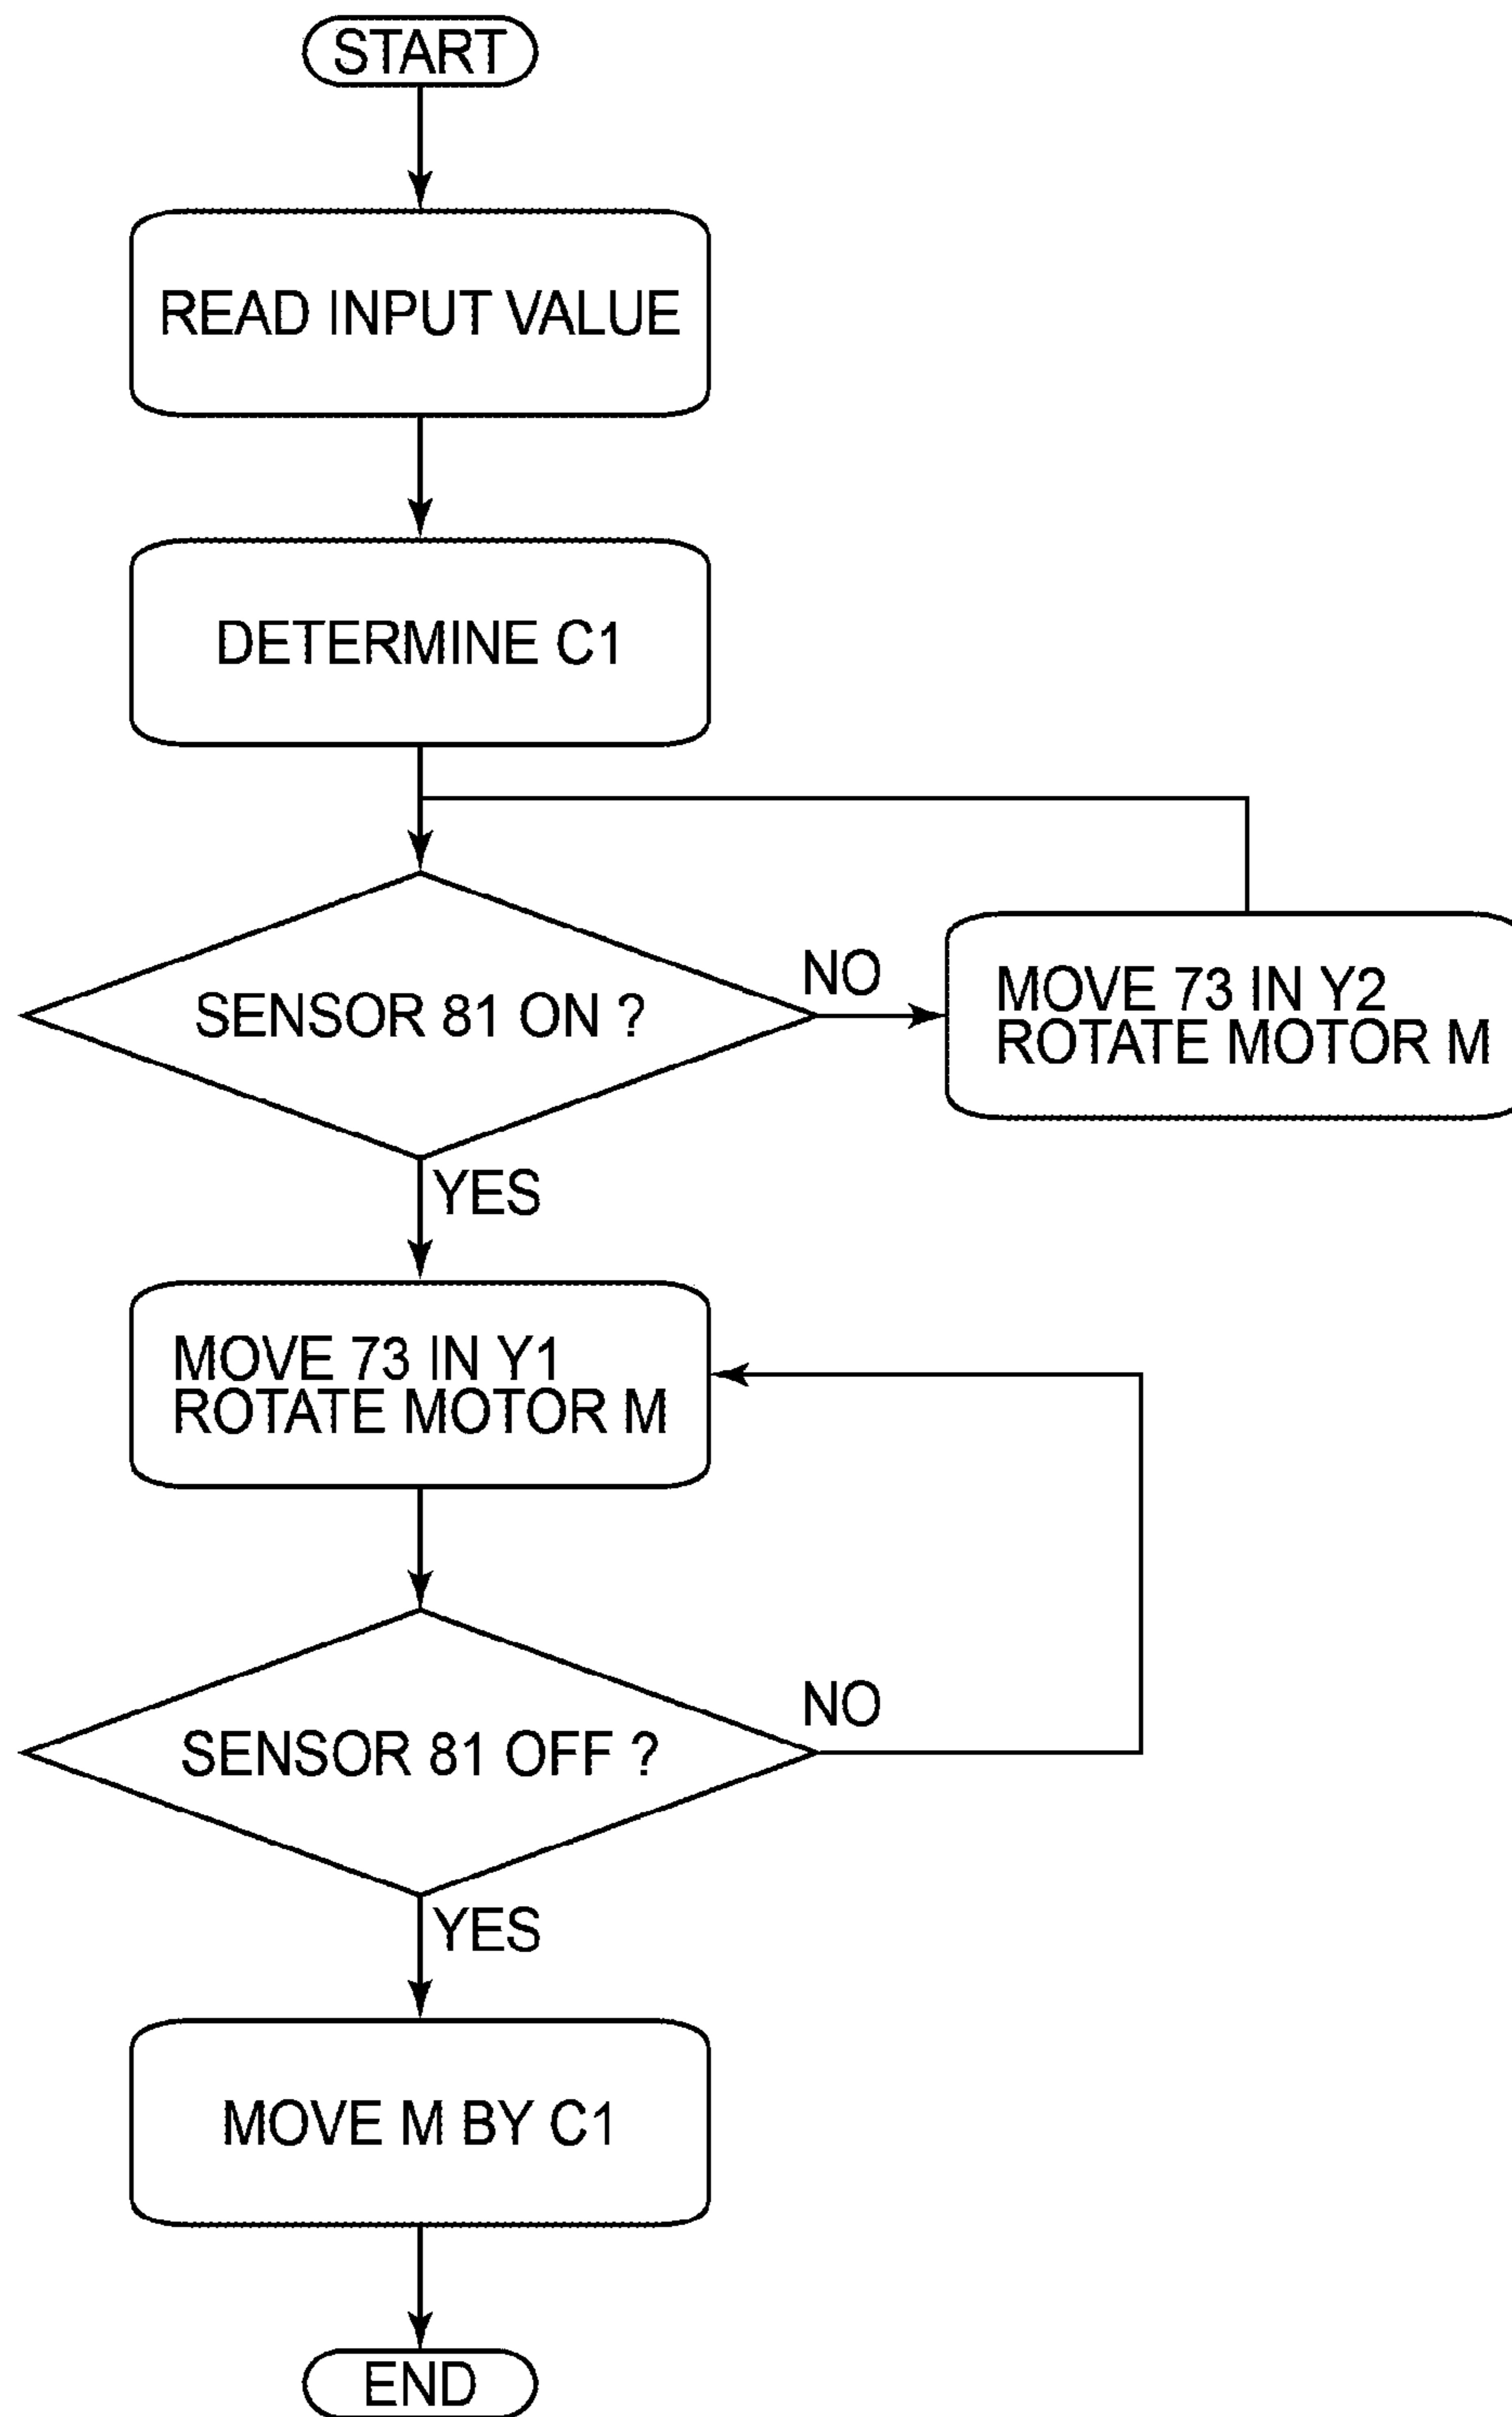 START
READ INPUT VALUE
DETERMINE C1
SENSOR 81 ON ?
NO
MOVE 73 IN Y2
ROTATE MOTOR M
YES
MOVE 73 IN Y1
ROTATE MOTOR M
SENSOR 81 OFF ?
NO
YES
MOVE M BY C1
END